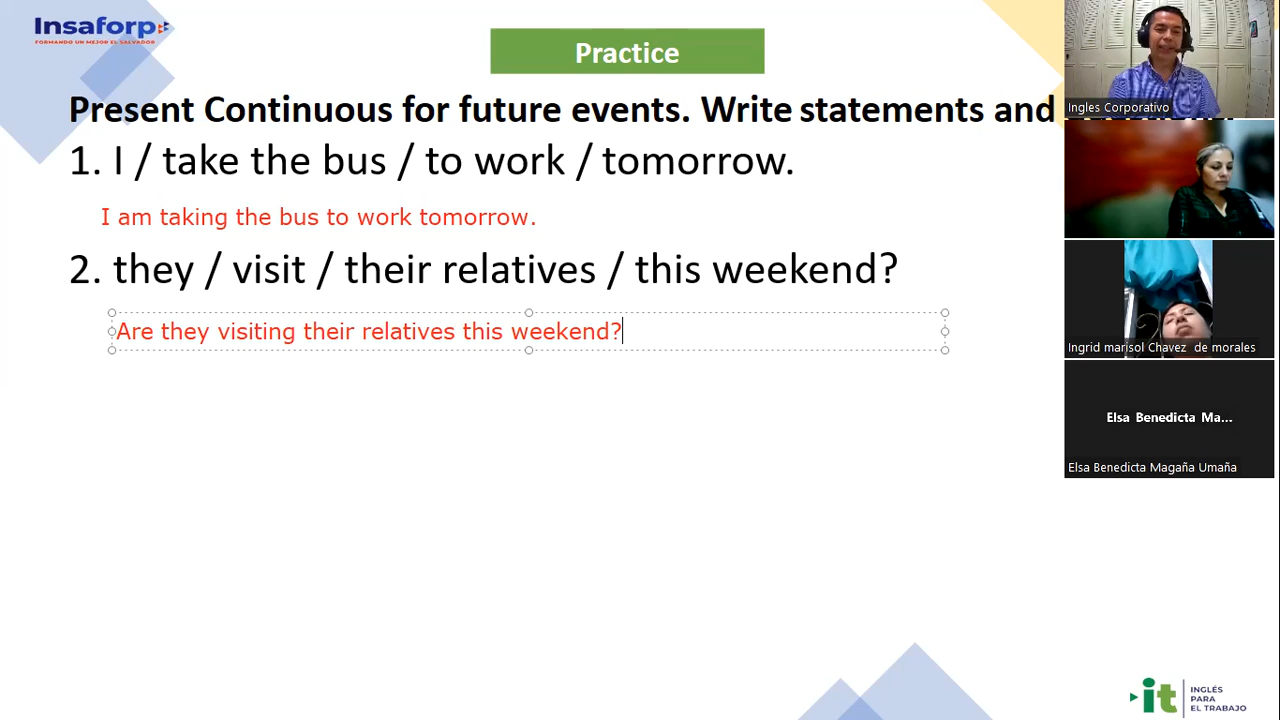 Insaforp
FORMANDO UN MEJOR EL SALVADOR
Practice
Present Continuous for future events. Write statements and
1. I / take the bus / to work / tomorrow.
I am taking the bus to work tomorrow.
2. they / visit / their relatives / this weekend?
Are they visiting their relatives this weekend?
Ingles Corporativo
Ingrid marisol Chavez de morales
Elsa Benedicta Ma...
Elsa Benedicta Magaña Umaña
it
INGLÉS
PARA
EL TRABAJO